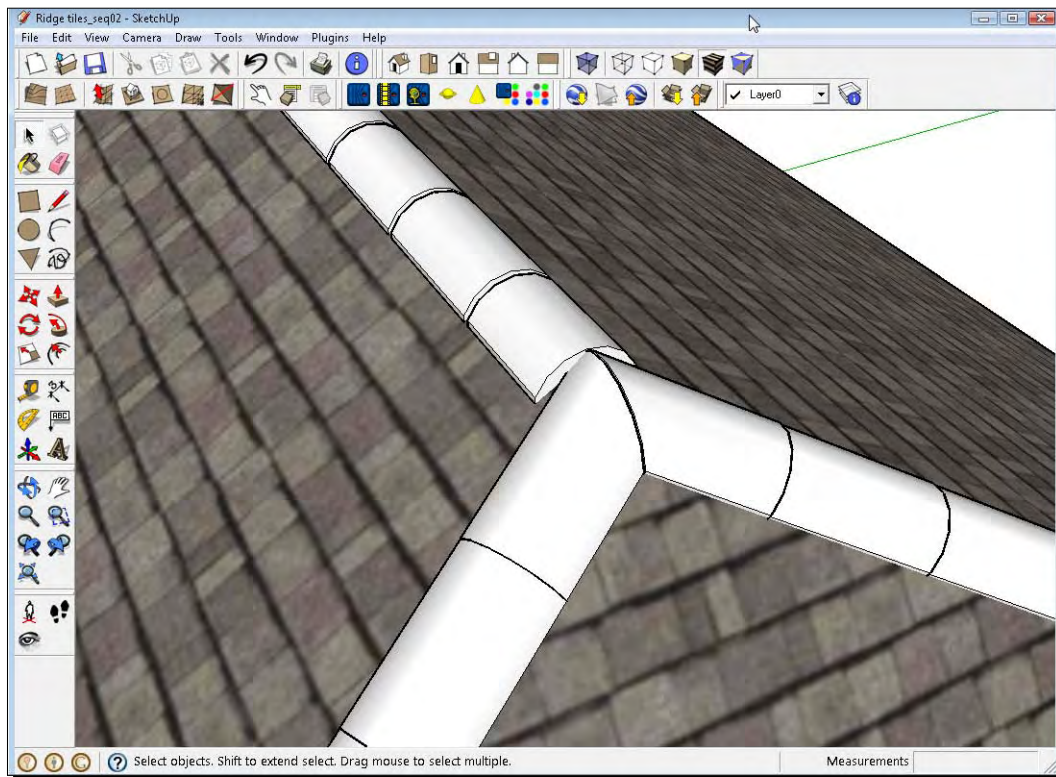 Ridge tiles_seq02 - SketchUp
File Edit View Camera Draw Tools Window Plugins Help
Layer0
ABC
Select objects. Shift to extend select. Drag mouse to select multiple.
Measurements